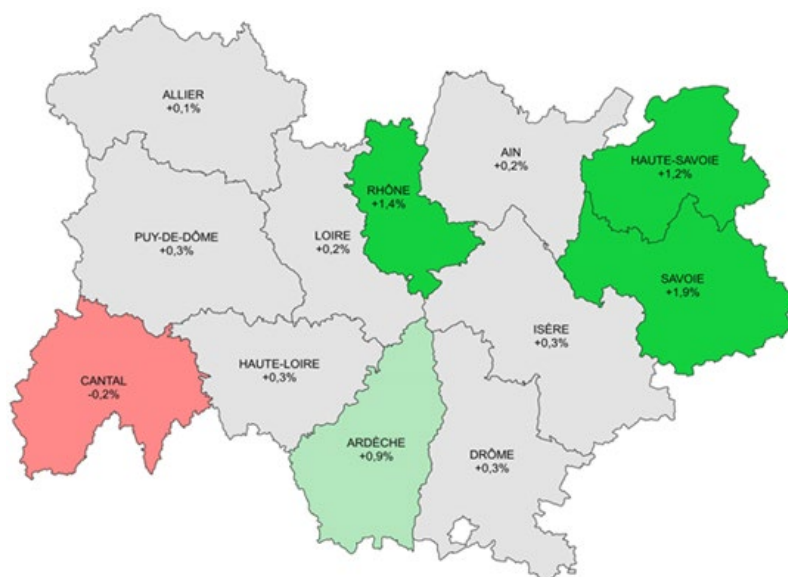 ALLIER
+0,1%
AIN
+0,2%
HAUTE-SAVOIE
+1,2%
RHÔNE
+1,4%
PUY-DE-DÔME
+0,3%
LOIRE
+0,2%
SAVOIE
+1,9%
ISÈRE
+0,3%
HAUTE-LOIRE
+0,3%
CANTAL
-0,2%
ARDÈCHE
+0,9%
DRÔME
+0,3%